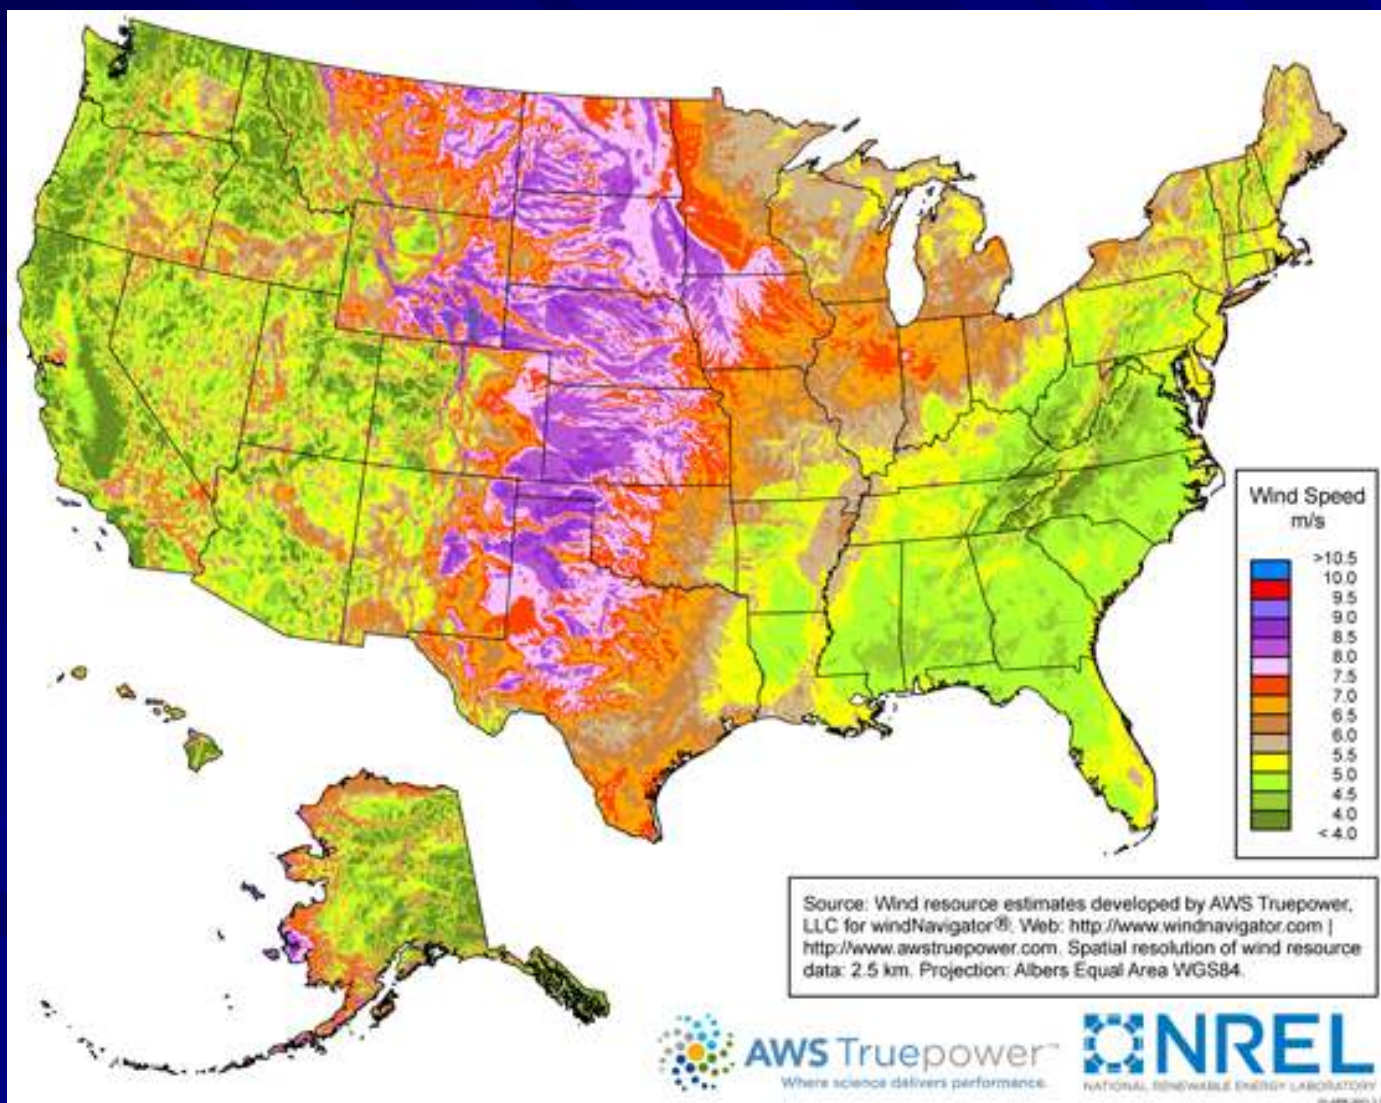 Wind Speed
m/s
>10.5
10.0
9.5
9.0
8.5
8.0
7.5
7.0
6.5
6.0
5.5
5.0
4.5
4.0
< 4.0
Source: Wind resource estimates developed by AWS Truepower,
LLC for windNavigator®. Web: http://www.windnavigator.com |
http://www.awstruepower.com. Spatial resolution of wind resource
data: 2.5 km. Projection: Albers Equal Area WGS84.
AWS Truepower™
Where science delivers performance.
NREL
NATIONAL RENEWABLE ENERGY LABORATORY